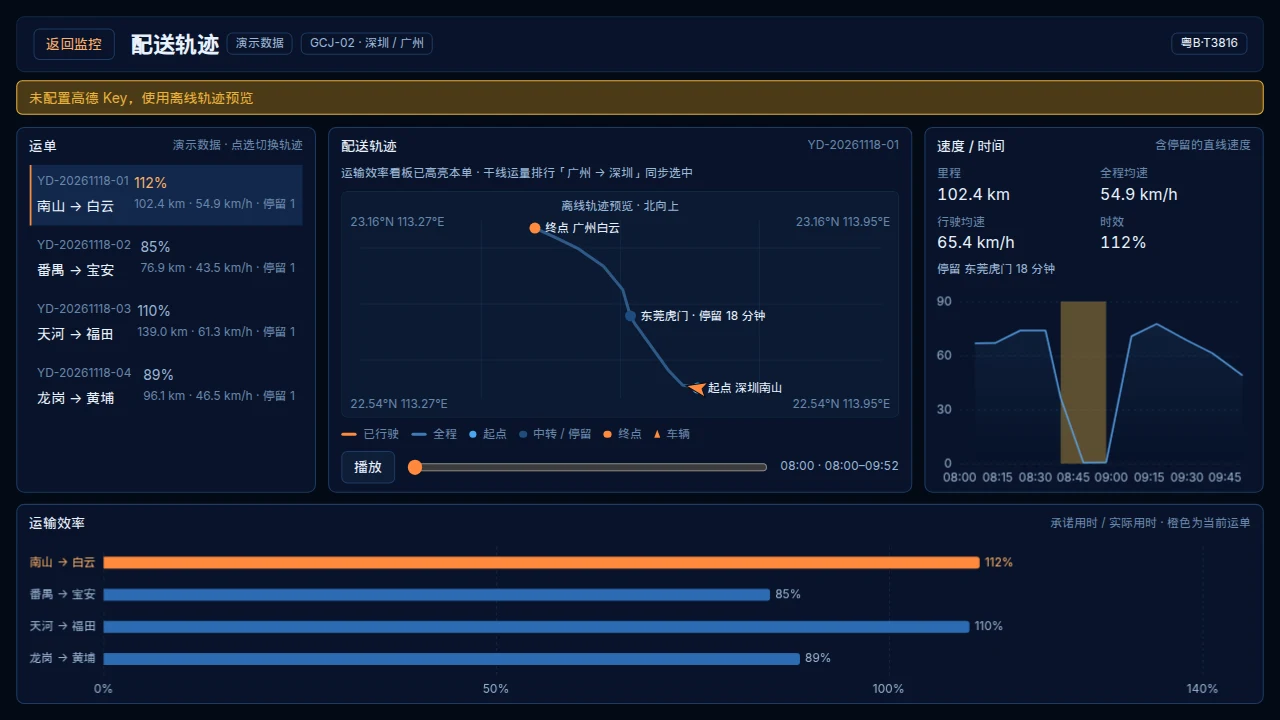 返回监控
配送轨迹
演示数据
GCJ-02 · 深圳 / 广州
粤B·T3816
未配置高德 Key，使用离线轨迹预览
运单
演示数据 · 点选切换轨迹
YD-20261118-01 112%
南山 → 白云 102.4 km · 54.9 km/h · 停留 1
YD-20261118-02 85%
番禺 → 宝安 76.9 km · 43.5 km/h · 停留 1
YD-20261118-03 110%
天河 → 福田 139.0 km · 61.3 km/h · 停留 1
YD-20261118-04 89%
龙岗 → 黄埔 96.1 km · 46.5 km/h · 停留 1
配送轨迹
YD-20261118-01
运输效率看板已高亮本单 · 干线运量排行「 广州 → 深圳 」同步选中
离线轨迹预览 · 北向上
23.16°N 113.27°E
23.16°N 113.95°E
终点 广州白云
东莞虎门 · 停留 18 分钟
起点 深圳南山
22.54°N 113.27°E
22.54°N 113.95°E
已行驶 全程 起点 中转 / 停留 终点 车辆
播放
08:00 · 08:00–09:52
速度 / 时间
含停留的直线速度
里程 全程均速
102.4 km 54.9 km/h
行驶均速 时效
65.4 km/h 112%
停留 东莞虎门 18 分钟
90
60
30
0
08:00 08:15 08:30 08:45 09:00 09:15 09:30 09:45
运输效率
承诺用时 / 实际用时 · 橙色为当前运单
南山 → 白云 112%
番禺 → 宝安 85%
天河 → 福田 110%
龙岗 → 黄埔 89%
0% 50% 100% 140%